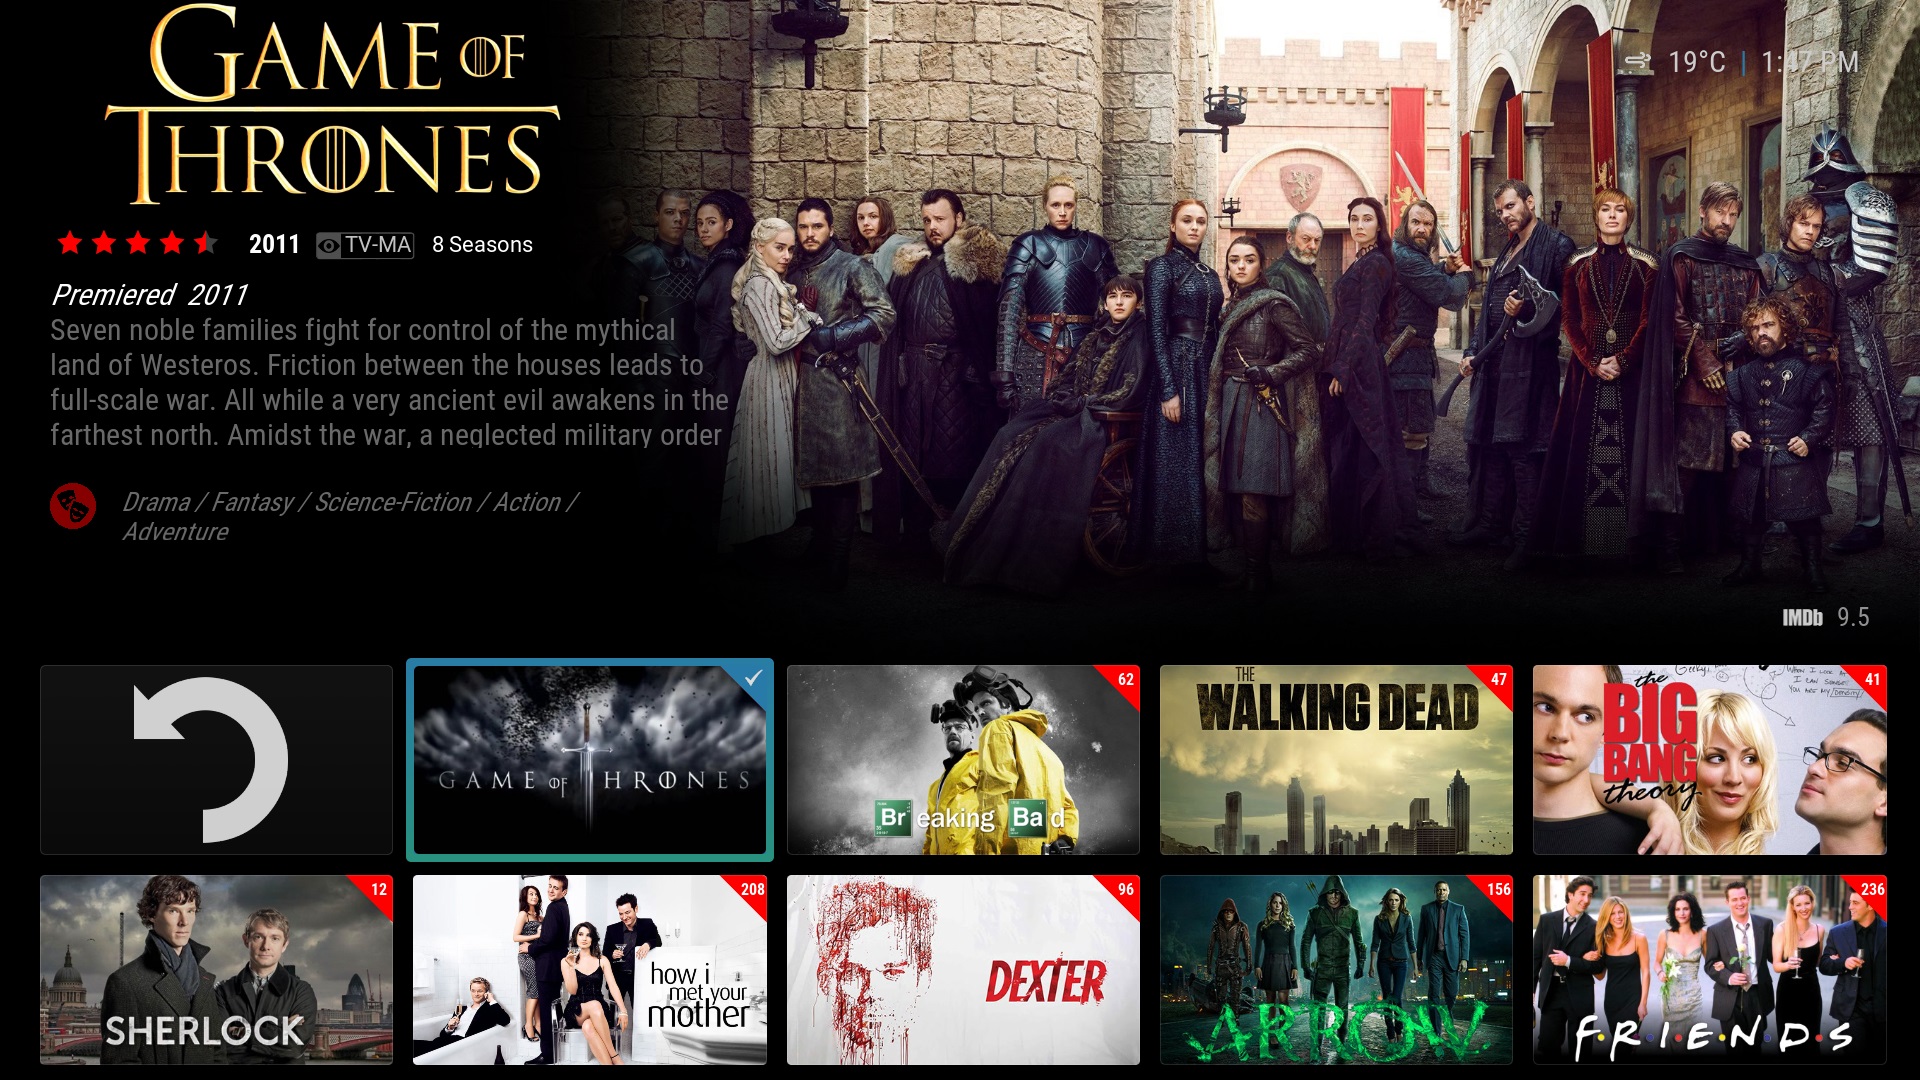 GAME OF
THRONES
19°C | 1:47 PM
2011 TV-MA 8 Seasons
Premiered 2011
Seven noble families fight for control of the mythical
land of Westeros. Friction between the houses leads to
full-scale war. All while a very ancient evil awakens in the
farthest north. Amidst the war, a neglected military order
Drama / Fantasy / Science-Fiction / Action /
Adventure
IMDb 9.5
GAME OF THRONES
62
Breaking Bad
47
THE
WALKING DEAD
41
the
BIG
BANG
theory
12
SHERLOCK
208
how i
met your
mother
96
DEXTER
156
ARROW
236
F·R·I·E·N·D·S